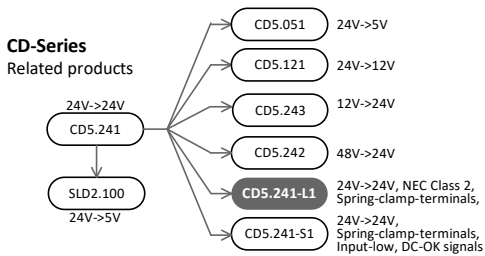 CD-Series
Related products
24V->24V
CD5.241
SLD2.100
24V->5V
CD5.051
24V->5V
CD5.121
24V->12V
CD5.243
12V->24V
CD5.242
48V->24V
CD5.241-L1
24V->24V, NEC Class 2,
Spring-clamp-terminals,
CD5.241-S1
24V->24V,
Spring-clamp-terminals,
Input-low, DC-OK signals